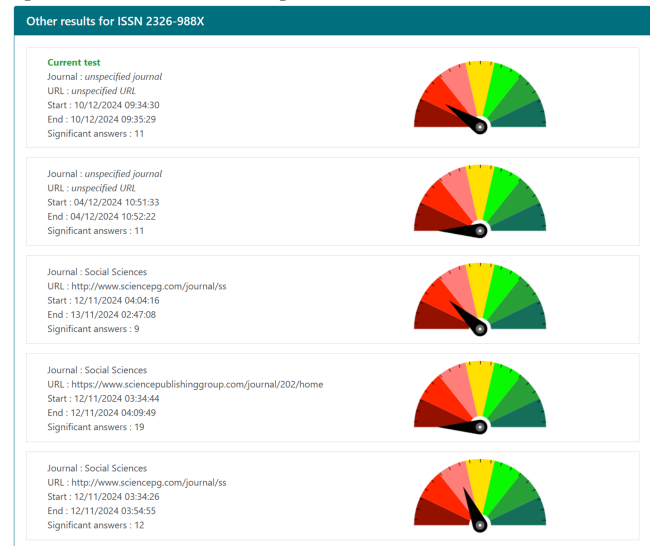 Other results for ISSN 2326-988X
Current test
Journal : unspecified journal
URL : unspecified URL
Start : 10/12/2024 09:34:30
End : 10/12/2024 09:35:29
Significant answers : 11
Journal : unspecified journal
URL : unspecified URL
Start : 04/12/2024 10:51:33
End : 04/12/2024 10:52:22
Significant answers : 11
Journal : Social Sciences
URL : http://www.sciencepg.com/journal/ss
Start : 12/11/2024 04:04:16
End : 13/11/2024 02:47:08
Significant answers : 9
Journal : Social Sciences
URL : https://www.sciencepublishinggroup.com/journal/202/home
Start : 12/11/2024 03:34:44
End : 12/11/2024 04:09:49
Significant answers : 19
Journal : Social Sciences
URL : http://www.sciencepg.com/journal/ss
Start : 12/11/2024 03:34:26
End : 12/11/2024 03:54:55
Significant answers : 12